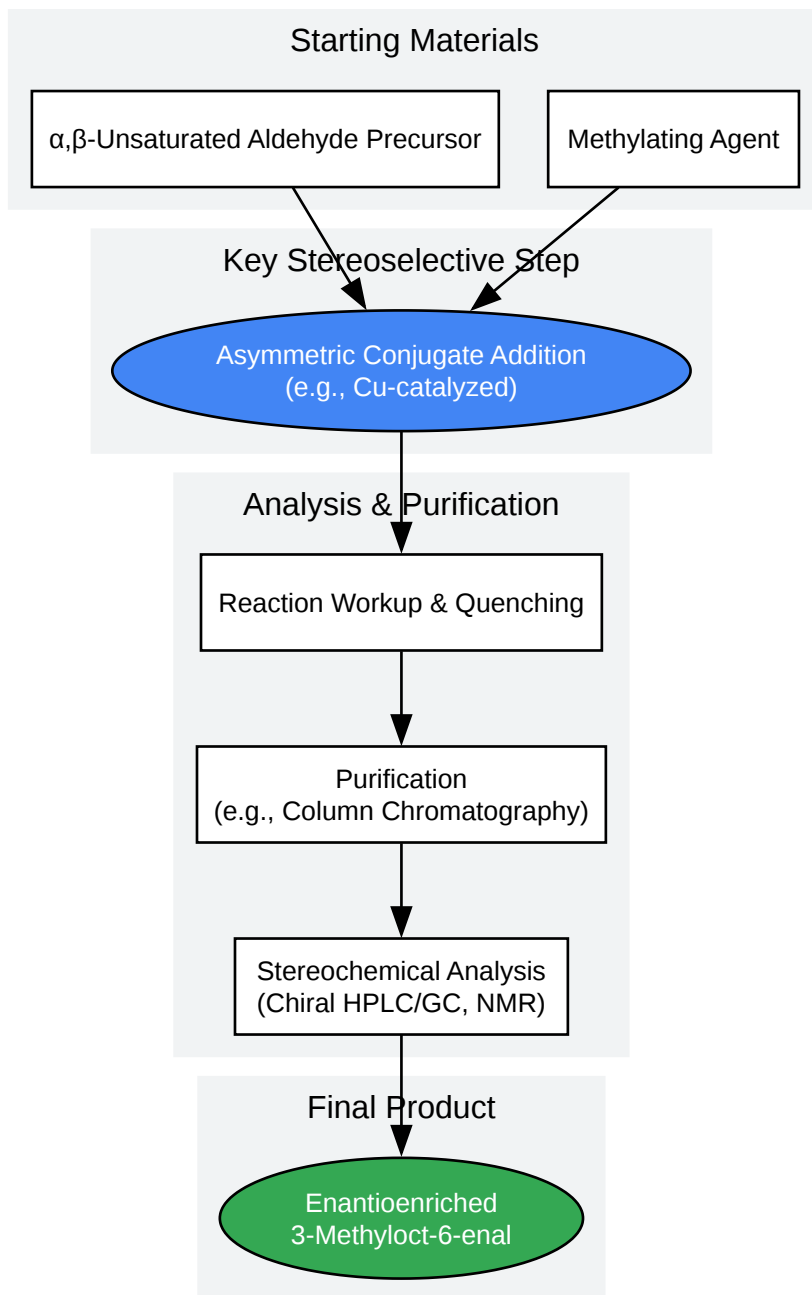 Starting Materials
α,β-Unsaturated Aldehyde Precursor
Methylating Agent
Key Stereoselective Step
Asymmetric Conjugate Addition
(e.g., Cu-catalyzed)
Analysis & Purification
Reaction Workup & Quenching
Purification
(e.g., Column Chromatography)
Stereochemical Analysis
(Chiral HPLC/GC, NMR)
Final Product
Enantioenriched
3-Methyloct-6-enal